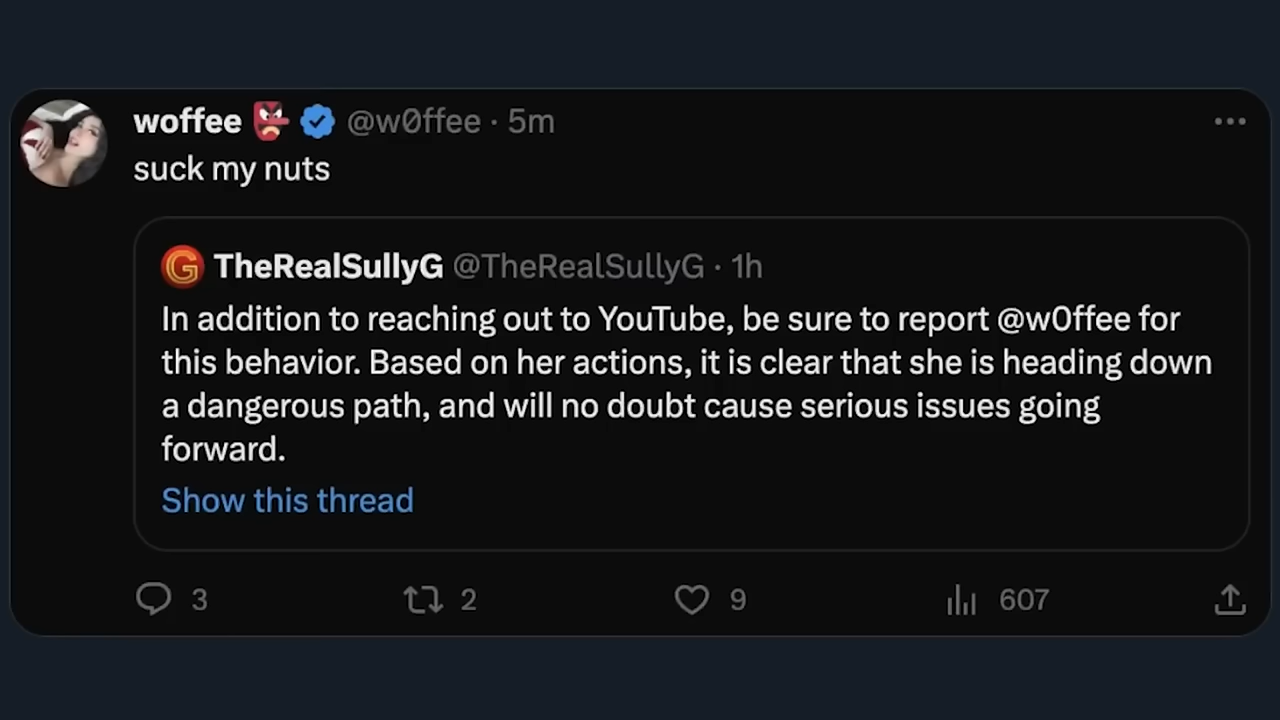 woffee 👺 @w0ffee · 5m
suck my nuts
G TheRealSullyG @TheRealSullyG · 1h
In addition to reaching out to YouTube, be sure to report @w0ffee for
this behavior. Based on her actions, it is clear that she is heading down
a dangerous path, and will no doubt cause serious issues going
forward.
Show this thread
3 2 9 607